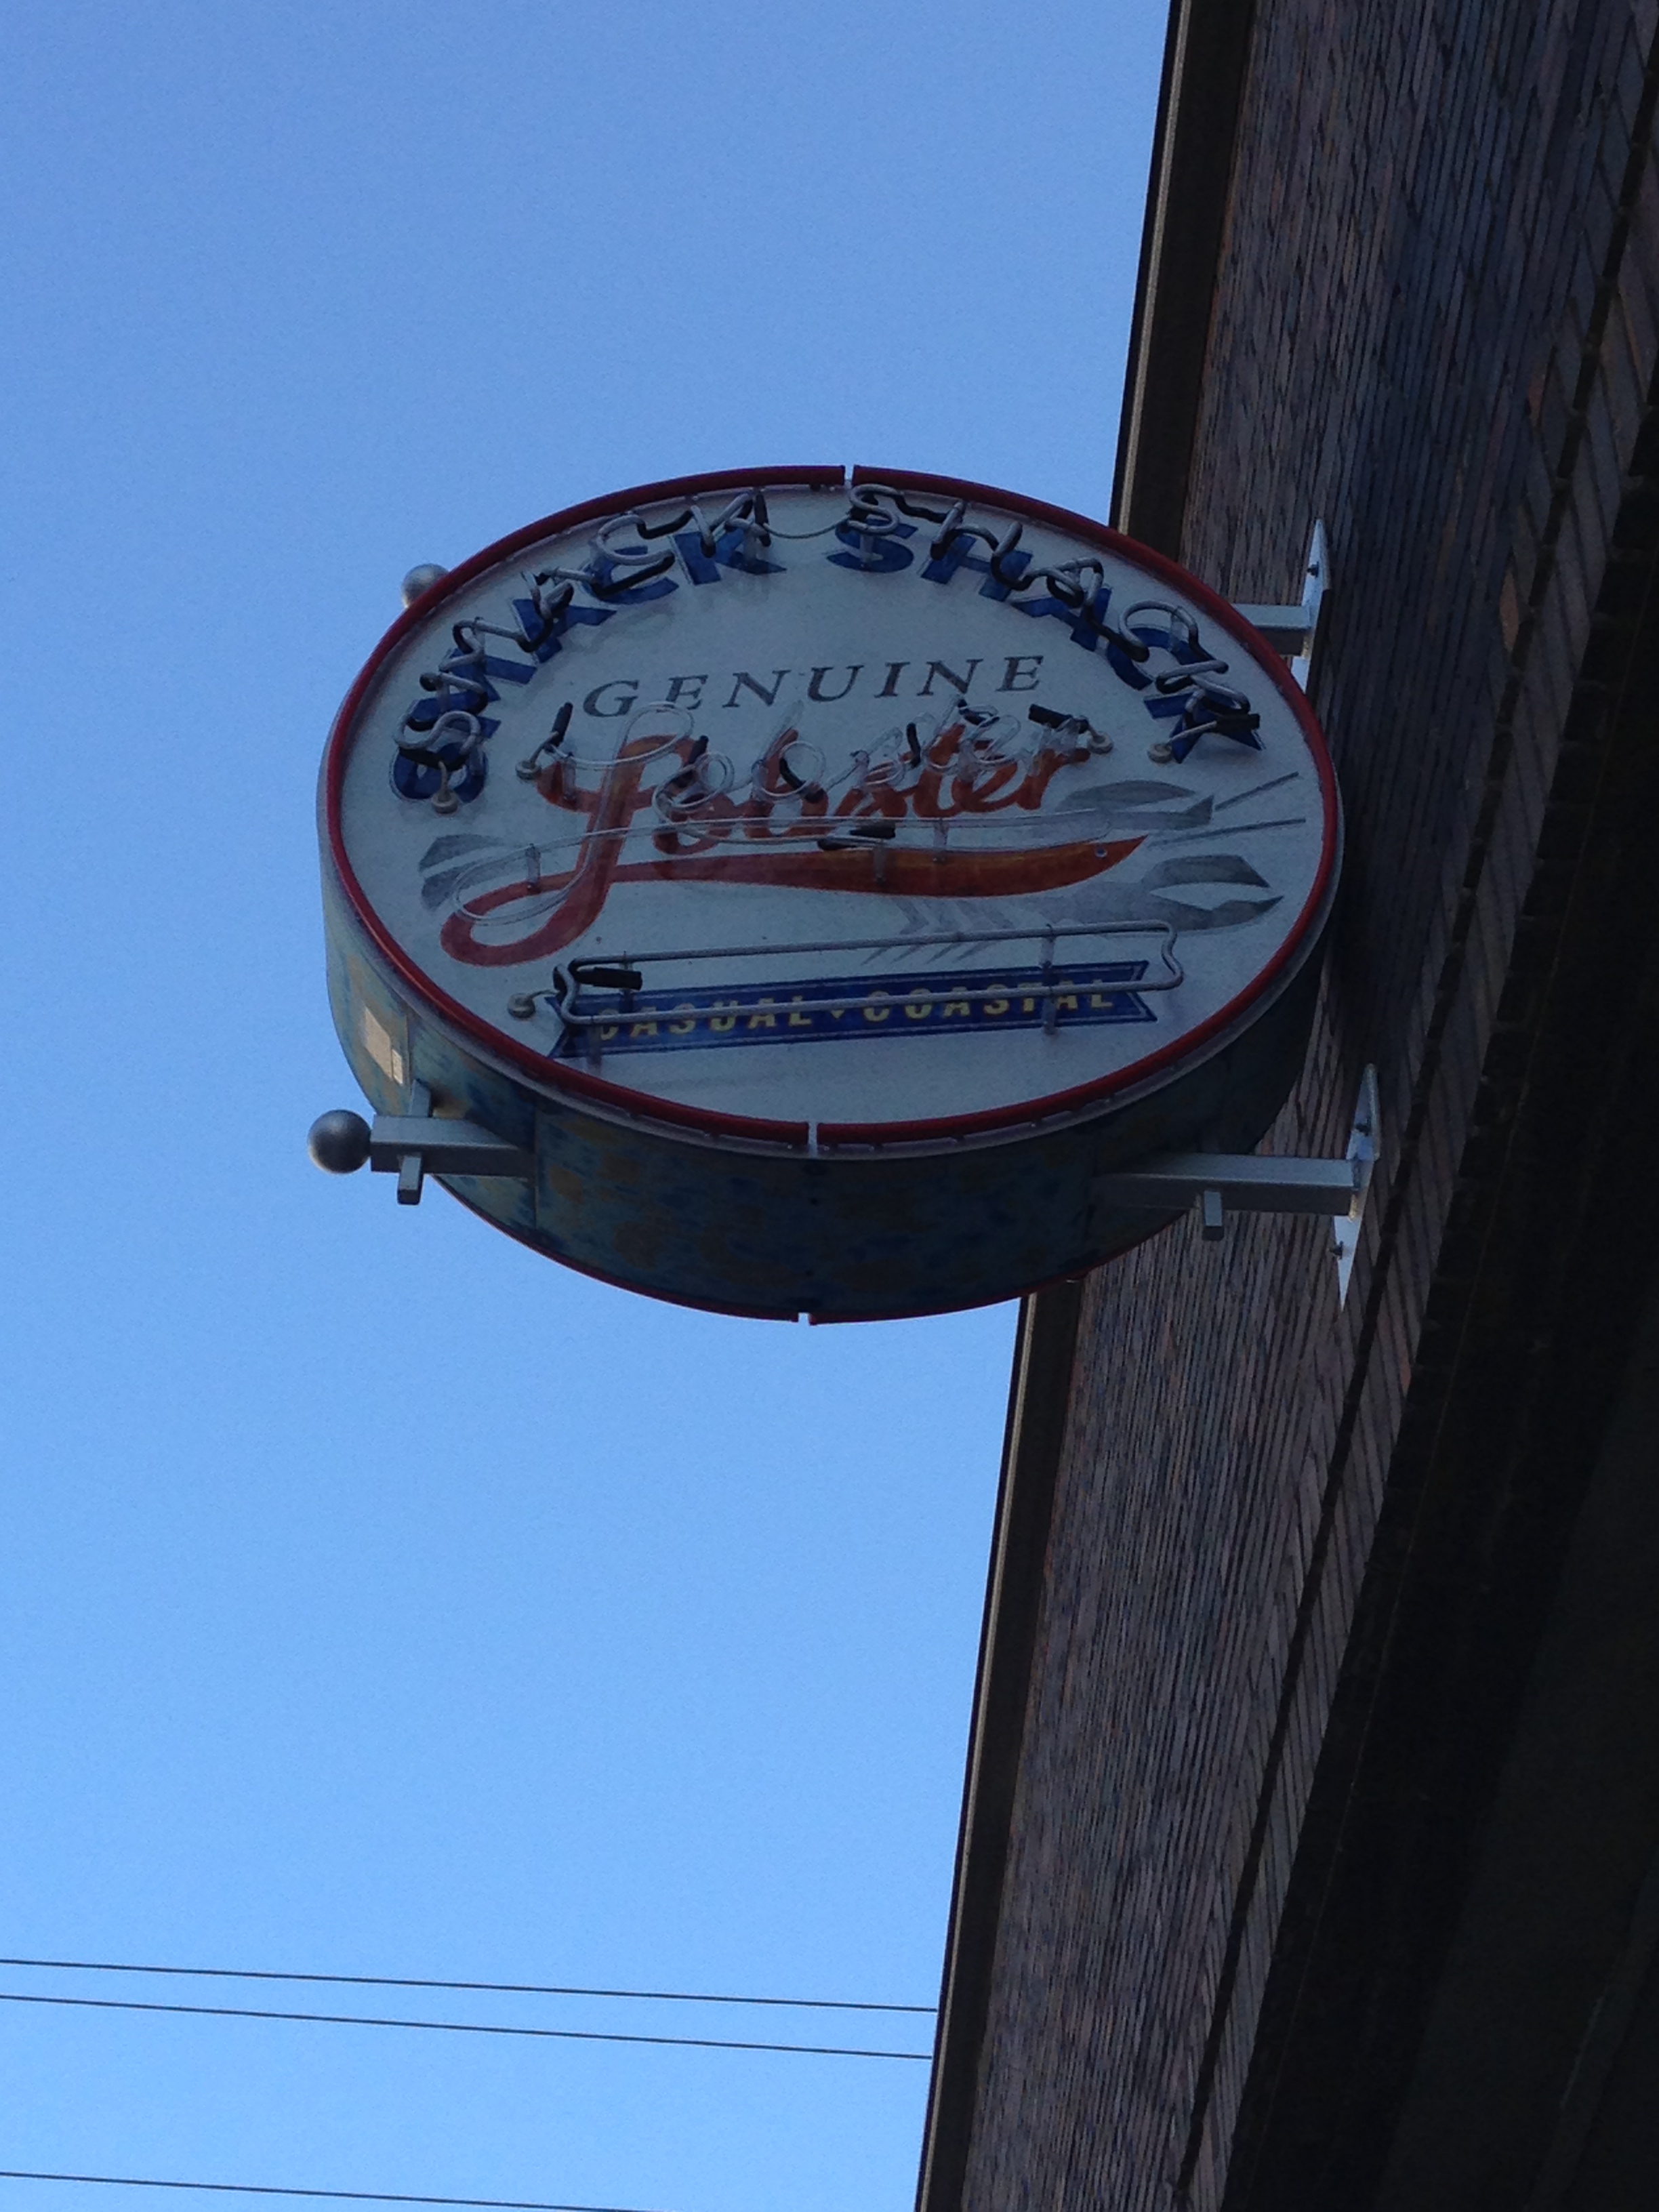 SMACK SHACK
GENUINE
Lobster
CASUAL • COASTAL